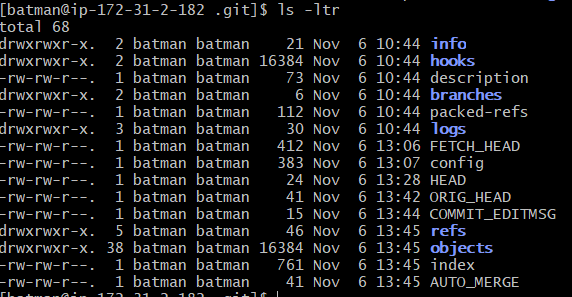 [batman@ip-172-31-2-182 .git]$ ls -ltr
total 68
drwxrwxr-x. 2 batman batman 21 Nov 6 10:44 info
drwxrwxr-x. 2 batman batman 16384 Nov 6 10:44 hooks
-rw-rw-r--. 1 batman batman 73 Nov 6 10:44 description
drwxrwxr-x. 2 batman batman 6 Nov 6 10:44 branches
-rw-rw-r--. 1 batman batman 112 Nov 6 10:44 packed-refs
drwxrwxr-x. 3 batman batman 30 Nov 6 10:44 logs
-rw-rw-r--. 1 batman batman 412 Nov 6 13:06 FETCH_HEAD
-rw-rw-r--. 1 batman batman 383 Nov 6 13:07 config
-rw-rw-r--. 1 batman batman 24 Nov 6 13:28 HEAD
-rw-rw-r--. 1 batman batman 41 Nov 6 13:42 ORIG_HEAD
-rw-rw-r--. 1 batman batman 15 Nov 6 13:44 COMMIT_EDITMSG
drwxrwxr-x. 5 batman batman 46 Nov 6 13:45 refs
drwxrwxr-x. 38 batman batman 16384 Nov 6 13:45 objects
-rw-rw-r--. 1 batman batman 761 Nov 6 13:45 index
-rw-rw-r--. 1 batman batman 41 Nov 6 13:45 AUTO_MERGE
[batman@ip-172-31-2-182 .git]$